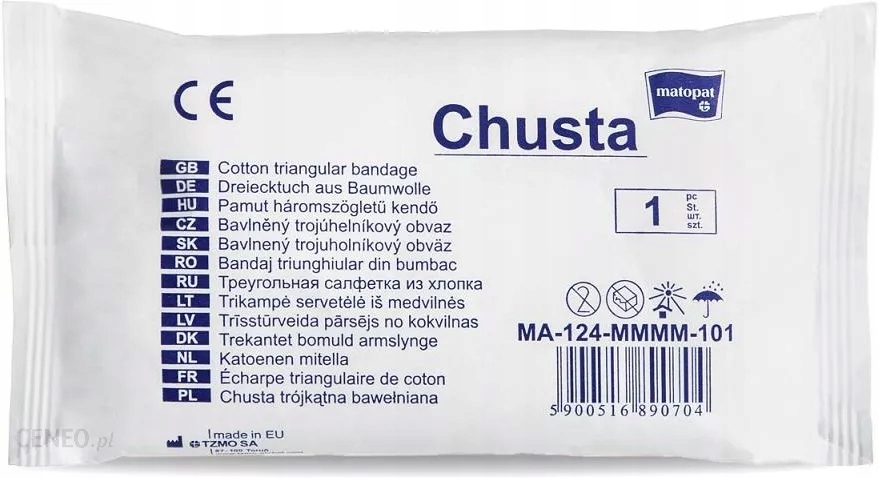 CE
matopat
Chusta
GB Cotton triangular bandage
DE Dreiecktuch aus Baumwolle
HU Pamut háromszögletű kendő
CZ Bavlněný trojúhelníkový obvaz
SK Bavlnený trojuholníkový obväz
RO Bandaj triunghiular din bumbac
RU Треугольная салфетка из хлопка
LT Trikampė servetėlė iš medvilnės
LV Trīsstūrveida pārsējs no kokvilnas
DK Trekantet bomuld armslynge
NL Katoenen mitella
FR Écharpe triangulaire de coton
PL Chusta trójkątna bawełniana
1 pc
St.
шт.
szt.
2
MA-124-MMMM-101
5 900516 890704
made in EU
TZMO SA
87-100 Toruń
CENEO.pl